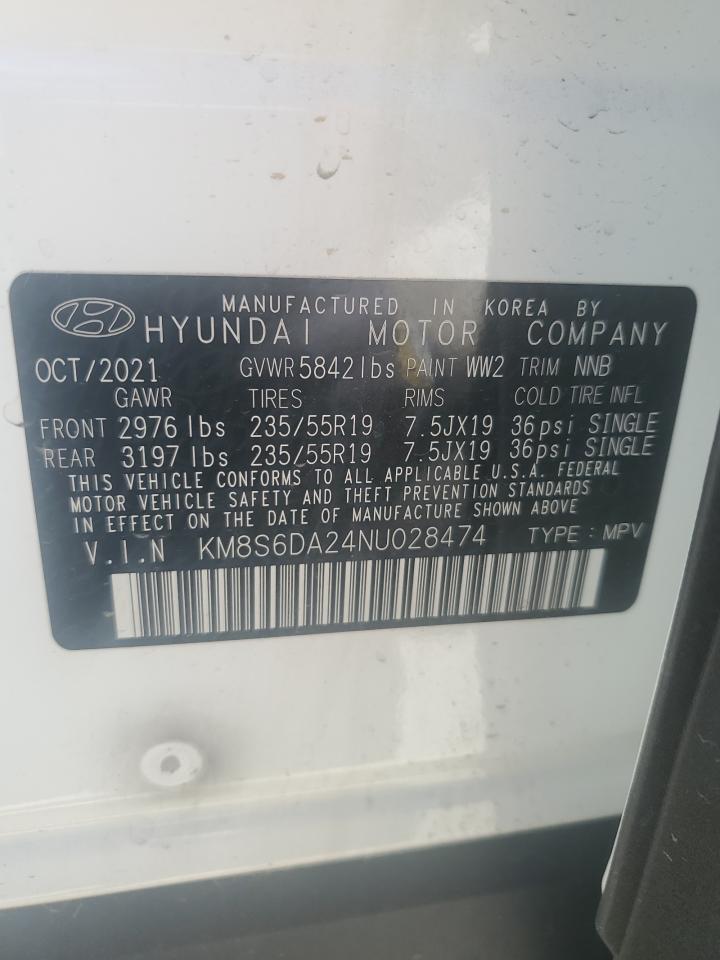 MANUFACTURED IN KOREA BY
HYUNDAI MOTOR COMPANY
OCT/2021 GVWR 5842 lbs PAINT WW2 TRIM NNB
GAWR TIRES RIMS COLD TIRE INFL
FRONT 2976 lbs 235/55R19 7.5JX19 36psi SINGLE
REAR 3197 lbs 235/55R19 7.5JX19 36psi SINGLE
THIS VEHICLE CONFORMS TO ALL APPLICABLE U.S.A. FEDERAL
MOTOR VEHICLE SAFETY AND THEFT PREVENTION STANDARDS
IN EFFECT ON THE DATE OF MANUFACTURE SHOWN ABOVE
V.I.N KM8S6DA24NU028474 TYPE : MPV